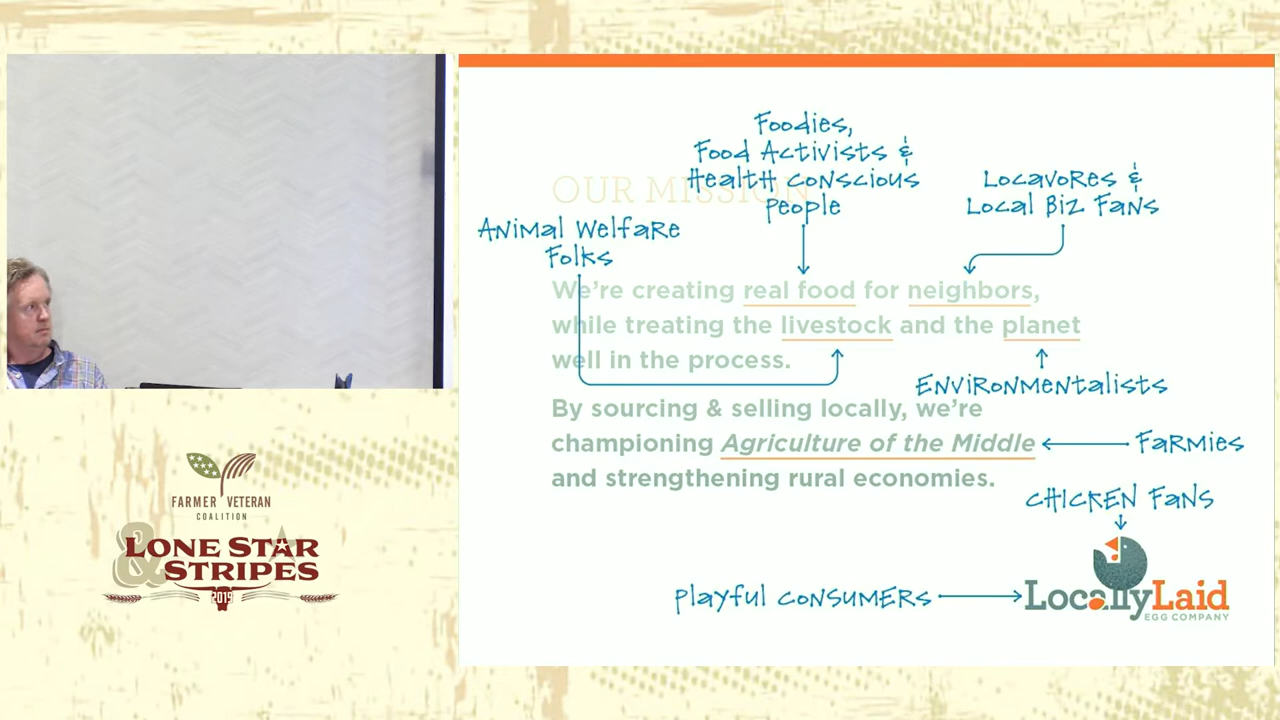 Foodies,
Food Activists &
Health Conscious
People
OUR MISSION
Locavores &
Local Biz Fans
Animal Welfare
Folks
We're creating real food for neighbors,
while treating the livestock and the planet
well in the process.
Environmentalists
By sourcing & selling locally, we're
championing Agriculture of the Middle
and strengthening rural economies.
Farmies
Chicken Fans
Playful Consumers
LocallyLaid
EGG COMPANY
FARMER VETERAN
COALITION
LONE STAR
& STRIPES
2019